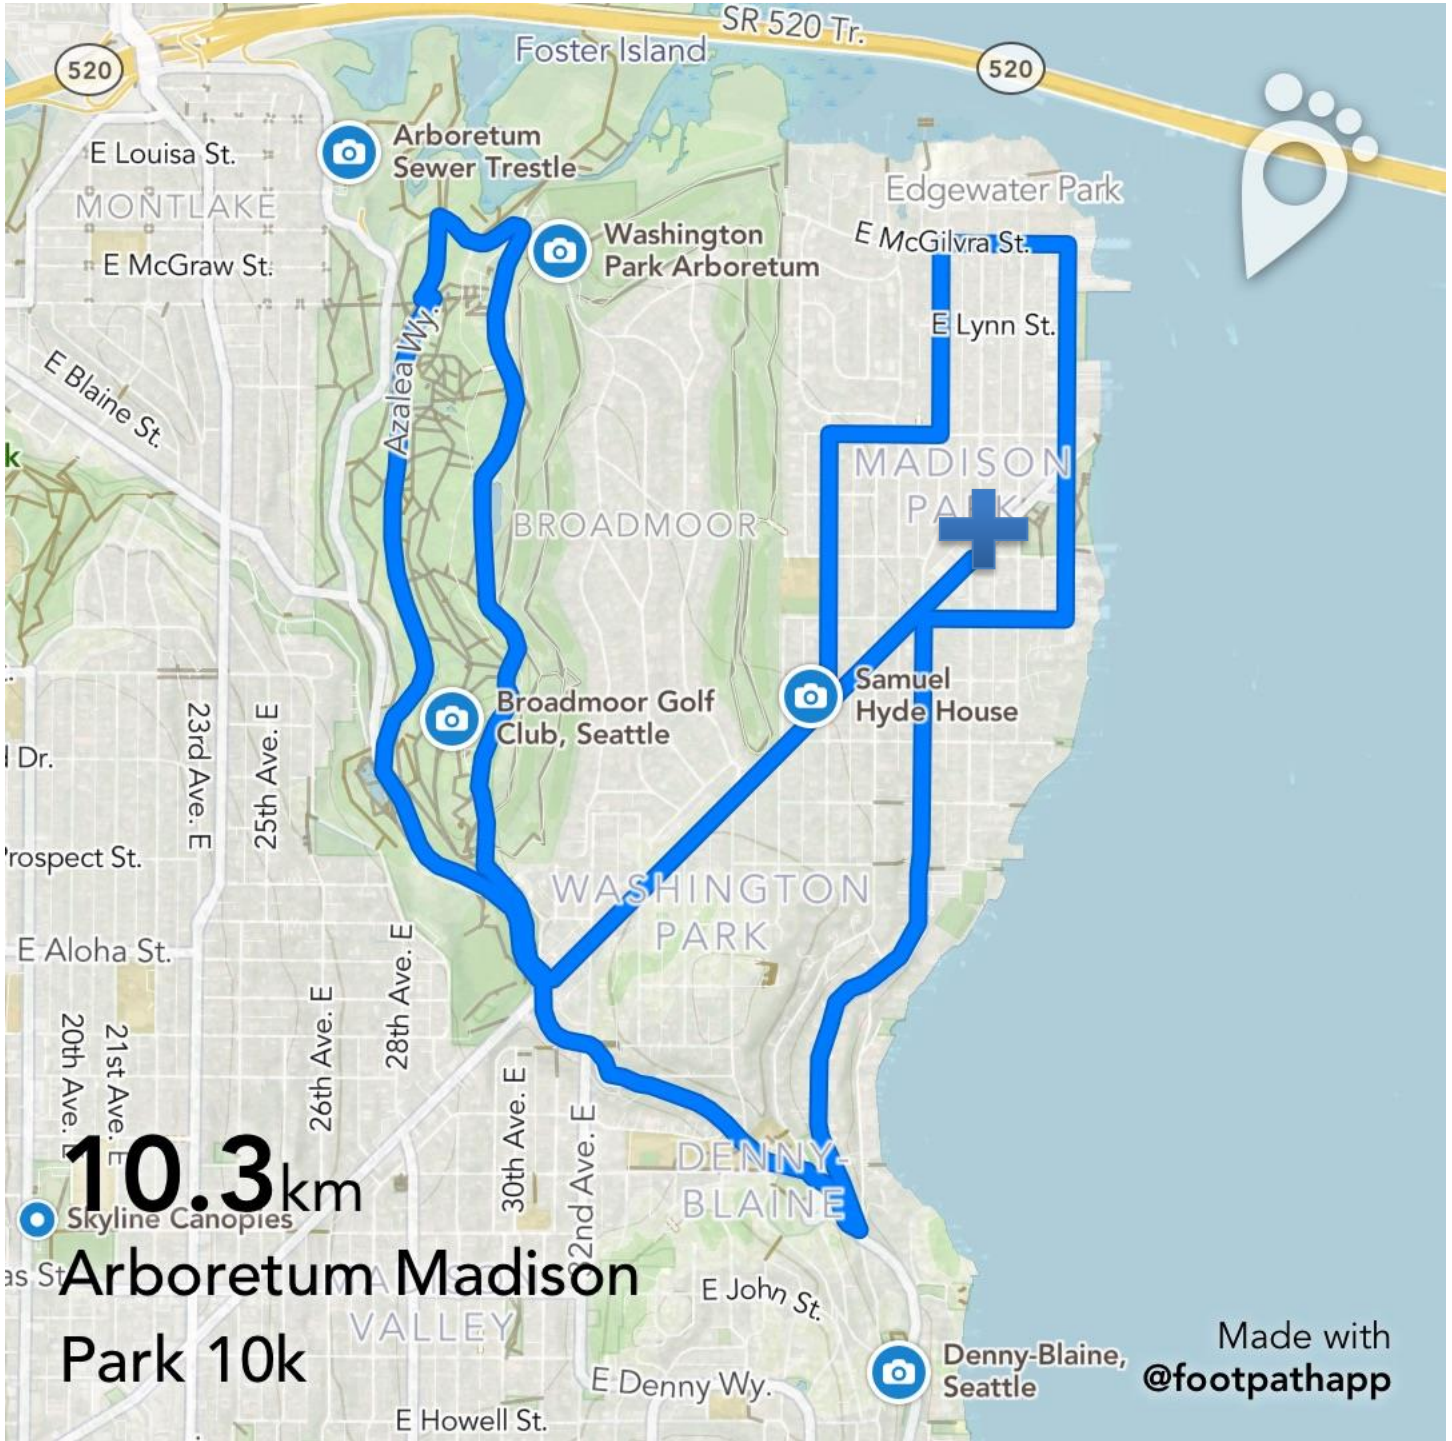 SR 520 Tr.
Foster Island
520
520
Arboretum
Sewer Trestle
E Louisa St.
MONTLAKE
Edgewater Park
Washington
Park Arboretum
E McGilvra St.
E McGraw St.
E Lynn St.
Azalea Wy.
E Blaine St.
k
MADISON
PARK
BROADMOOR
Samuel
Hyde House
Broadmoor Golf
Club, Seattle
23rd Ave. E
25th Ave. E
Dr.
Prospect St.
WASHINGTON
PARK
E Aloha St.
28th Ave. E
26th Ave. E
20th Ave. E
21st Ave. E
30th Ave. E
32nd Ave. E
DENNY-
BLAINE
10.3km
Skyline Canopies
as St.
Arboretum Madison
MADISON
VALLEY
Park 10k
E John St.
Made with
@footpathapp
Denny-Blaine,
Seattle
E Denny Wy.
E Howell St.